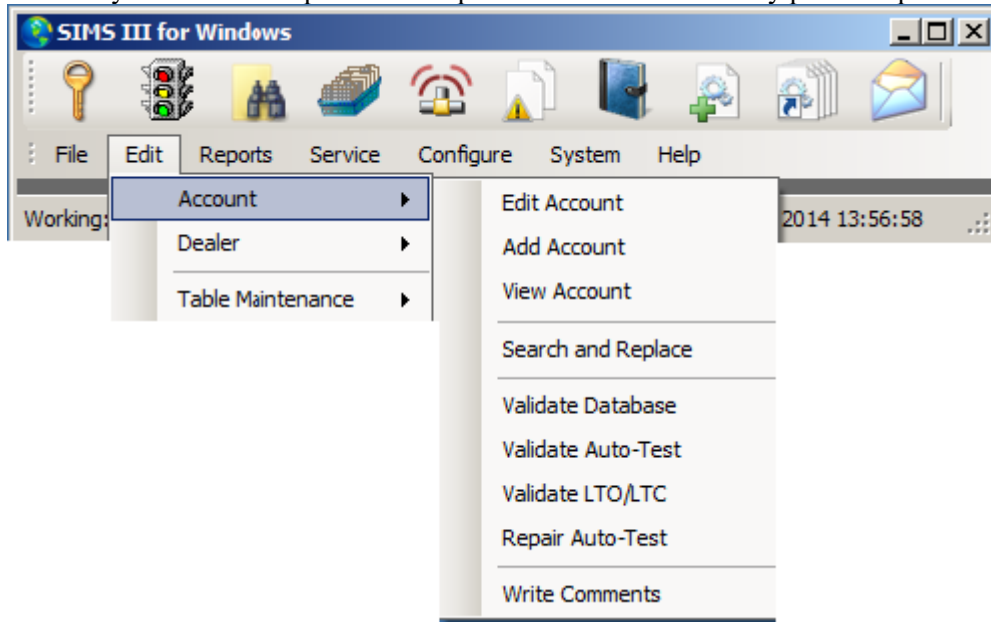 SIMS III for Windows
File Edit Reports Service Configure System Help
Account
Dealer
Table Maintenance
Edit Account
Add Account
View Account
Search and Replace
Validate Database
Validate Auto-Test
Validate LTO/LTC
Repair Auto-Test
Write Comments
Working:
2014 13:56:58